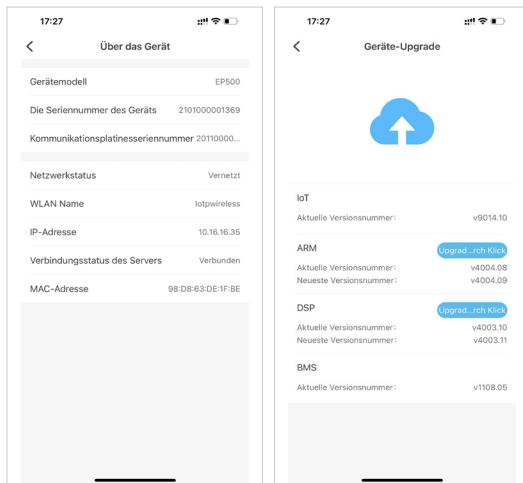 17:27
Über das Gerät
Gerätemodell EP500
Die Seriennummer des Geräts 2101000001369
Kommunikationsplatinesseriennummer 20110000...
Netzwerkstatus Vernetzt
WLAN Name Iotpwireless
IP-Adresse 10.16.16.35
Verbindungsstatus des Servers Verbunden
MAC-Adresse 98:D8:63:DE:1F:BE
17:27
Geräte-Upgrade
IoT
Aktuelle Versionsnummer: v9014.10
ARM Upgrad...rch Klick
Aktuelle Versionsnummer: v4004.08
Neueste Versionsnummer: v4004.09
DSP Upgrad...rch Klick
Aktuelle Versionsnummer: v4003.10
Neueste Versionsnummer: v4003.11
BMS
Aktuelle Versionsnummer: v1108.05